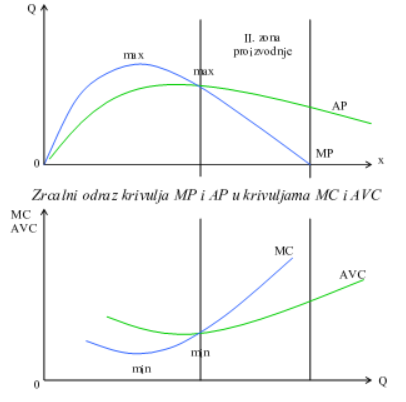 Q
II. zona
proizvodnje
max
max
AP
MP
0
x
Zrcalni odraz krivulja MP i AP u krivuljama MC i AVC
MC
AVC
MC
AVC
min
min
0
Q